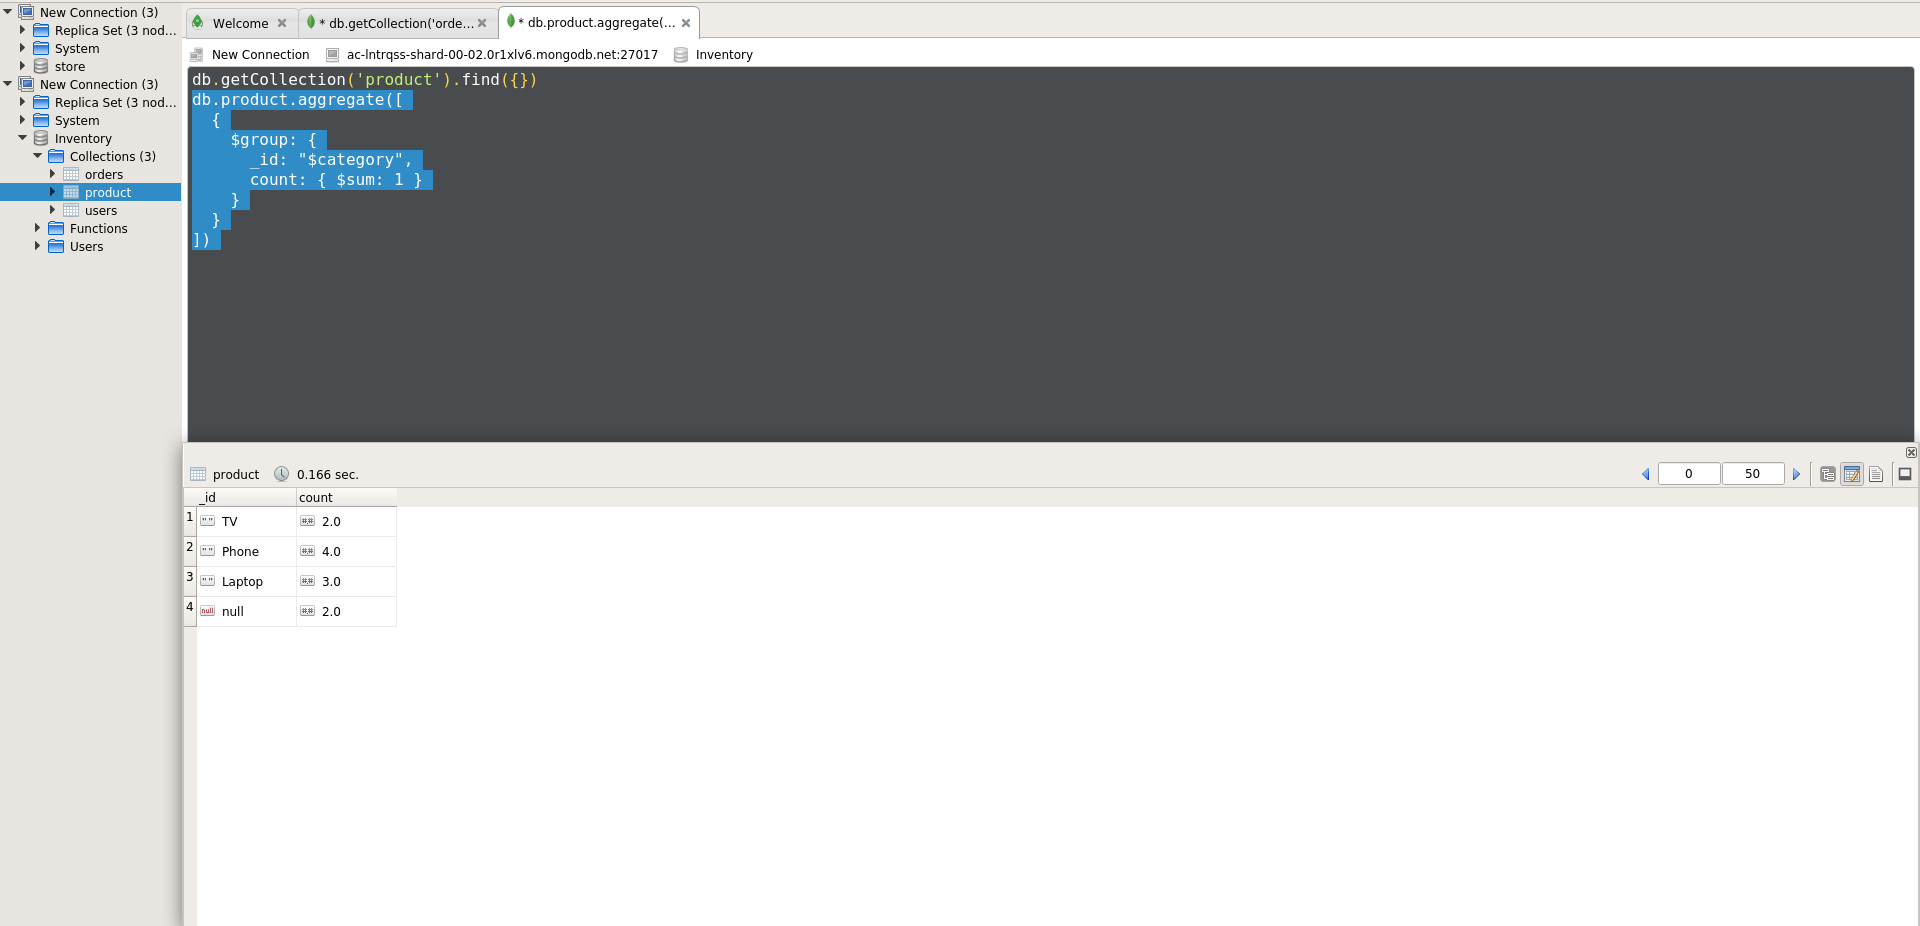 New Connection (3)
Replica Set (3 nod...
System
store
New Connection (3)
Replica Set (3 nod...
System
Inventory
Collections (3)
orders
product
users
Functions
Users
Welcome
* db.getCollection('orde...
* db.product.aggregate(...
New Connection ac-lntrqss-shard-00-02.0r1xlv6.mongodb.net:27017 Inventory
db.getCollection('product').find({})
db.product.aggregate([
  {
    $group: {
      _id: "$category",
      count: { $sum: 1 }
    }
  }
])
product 0.166 sec. 0 50
_id count
1 "" TV #.# 2.0
2 "" Phone #.# 4.0
3 "" Laptop #.# 3.0
4 null null #.# 2.0